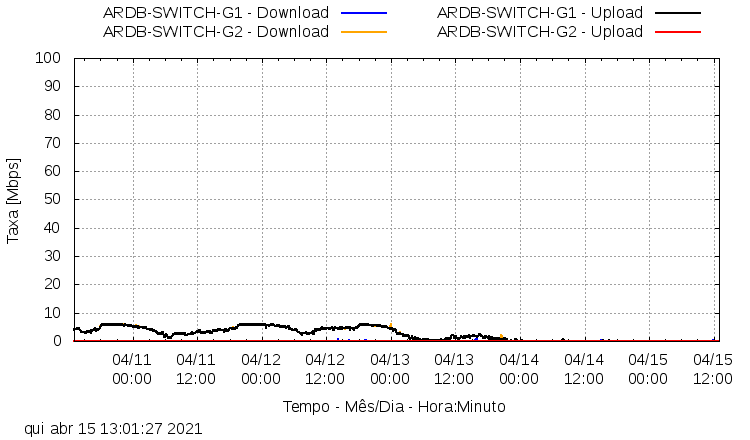 ARDB-SWITCH-G1 - Download ARDB-SWITCH-G1 - Upload
ARDB-SWITCH-G2 - Download ARDB-SWITCH-G2 - Upload
100
90
80
70
60
50
40
30
20
10
0
Taxa [Mbps]
04/11 04/11 04/12 04/12 04/13 04/13 04/14 04/14 04/15 04/15
00:00 12:00 00:00 12:00 00:00 12:00 00:00 12:00 00:00 12:00
Tempo - Mês/Dia - Hora:Minuto
qui abr 15 13:01:27 2021